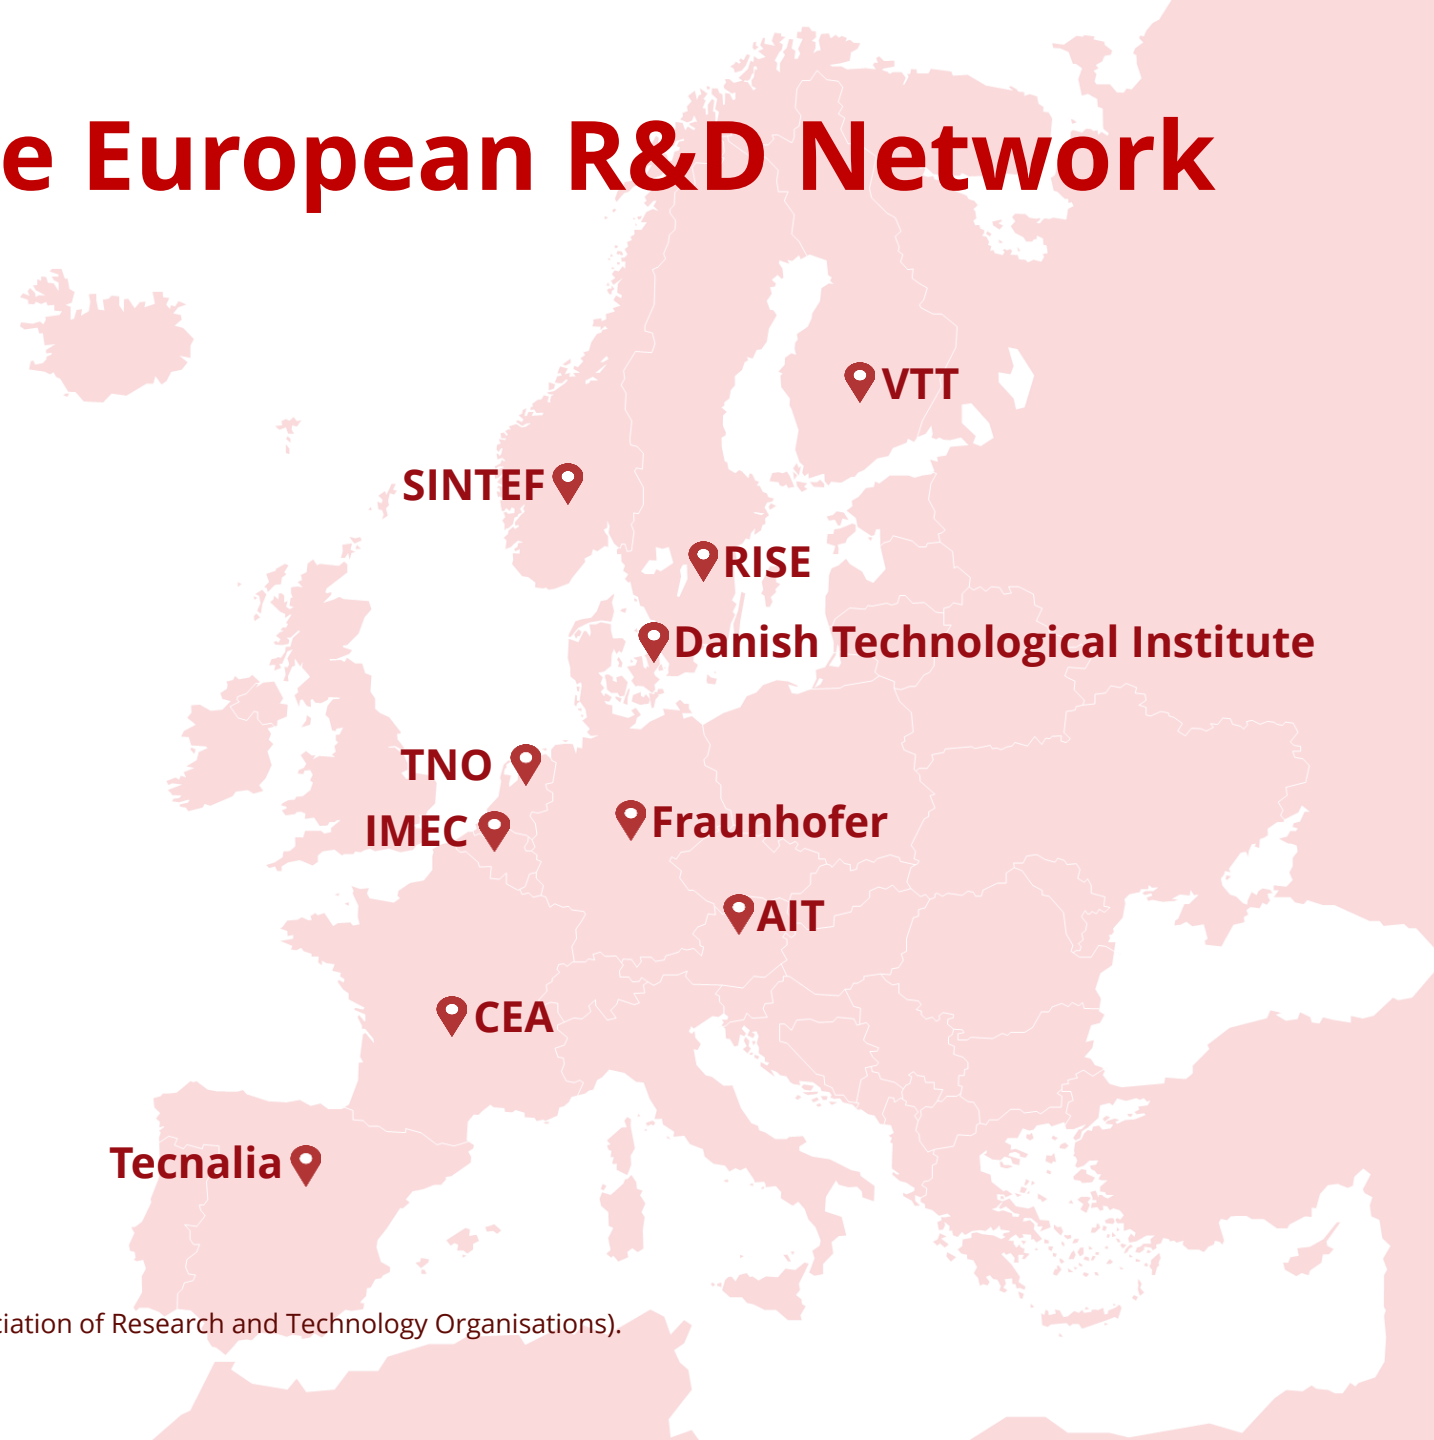 e European R&D Network
VTT
SINTEF
RISE
Danish Technological Institute
TNO
Fraunhofer
IMEC
AIT
CEA
Tecnalia
ciation of Research and Technology Organisations).